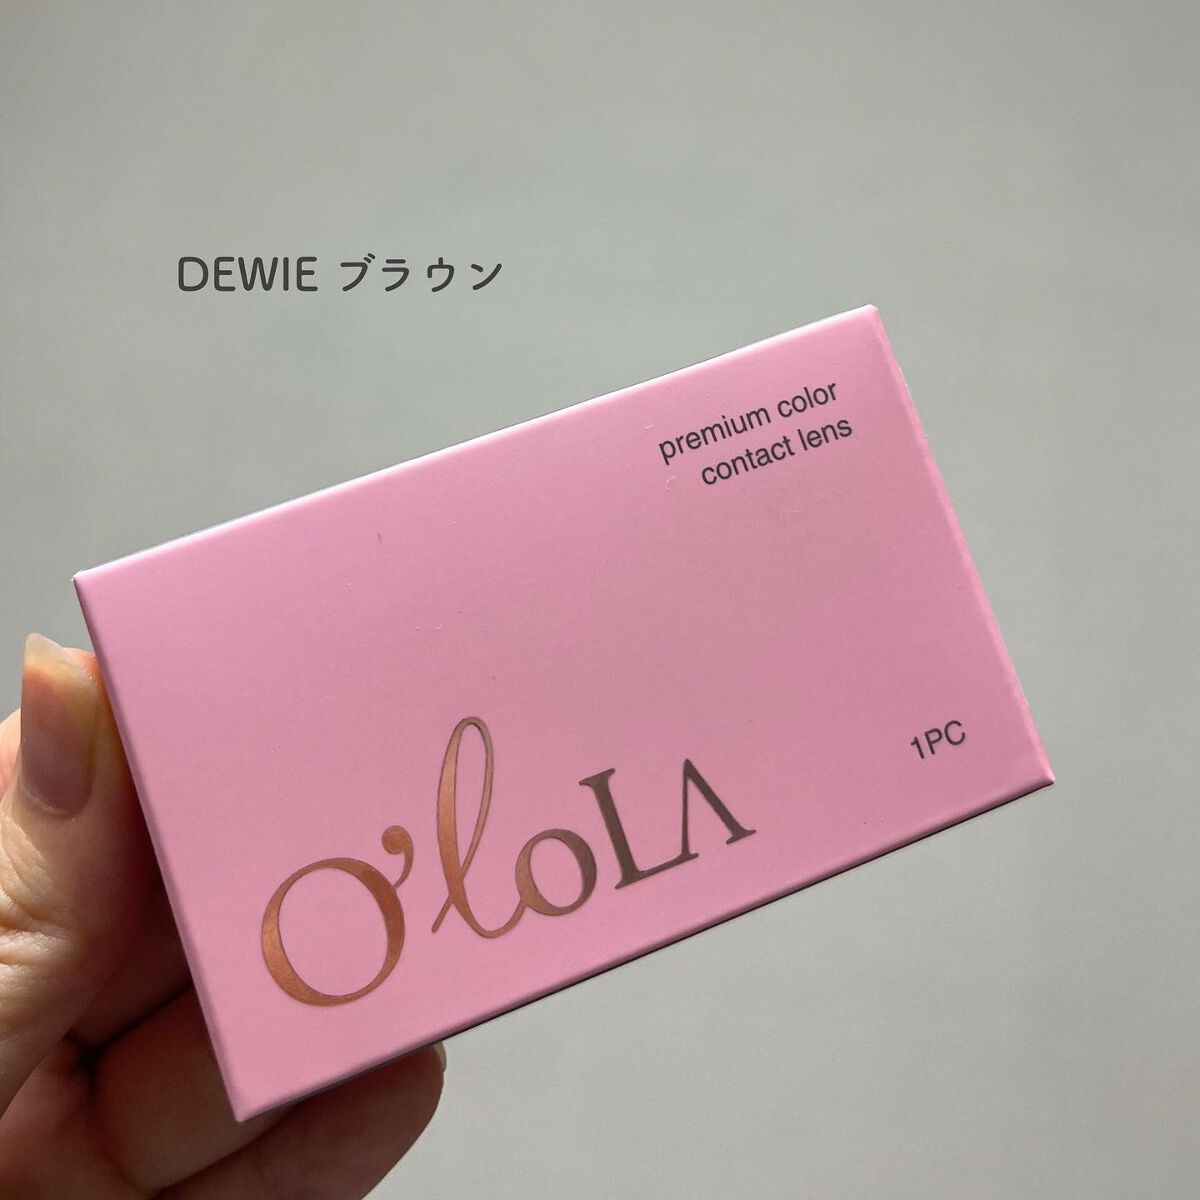 DEWIE ブラウン
premium color
contact lens
1PC
O'loLA